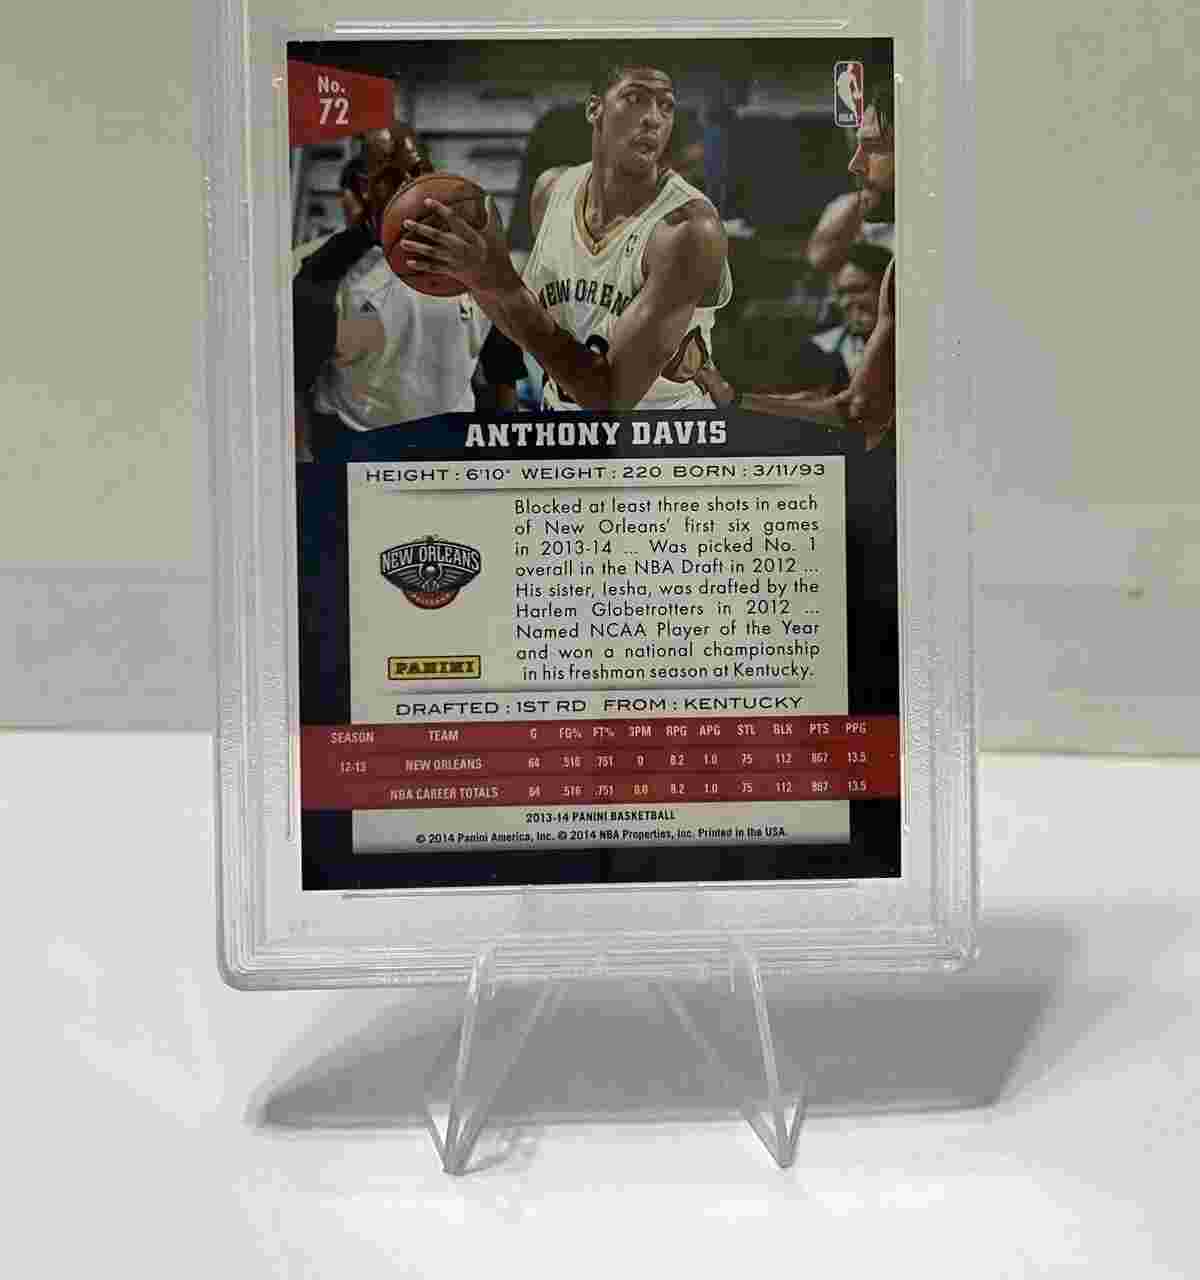 No.
72
NBA
NEW ORLEAN
ANTHONY DAVIS
HEIGHT : 6'10" WEIGHT : 220 BORN : 3/11/93
Blocked at least three shots in each
of New Orleans' first six games
in 2013-14 ... Was picked No. 1
overall in the NBA Draft in 2012 ...
His sister, Iesha, was drafted by the
Harlem Globetrotters in 2012 ...
Named NCAA Player of the Year
and won a national championship
in his freshman season at Kentucky.
NEW ORLEANS
PELICANS
PANINI
DRAFTED : 1ST RD FROM : KENTUCKY
SEASON TEAM G FG% FT% 3PM RPG APG STL BLK PTS PPG
12-13 NEW ORLEANS 64 .516 .751 0 8.2 1.0 75 112 867 13.5
NBA CAREER TOTALS 64 .516 .751 0.0 8.2 1.0 75 112 867 13.5
2013-14 PANINI BASKETBALL
© 2014 Panini America, Inc. © 2014 NBA Properties, Inc. Printed in the USA.